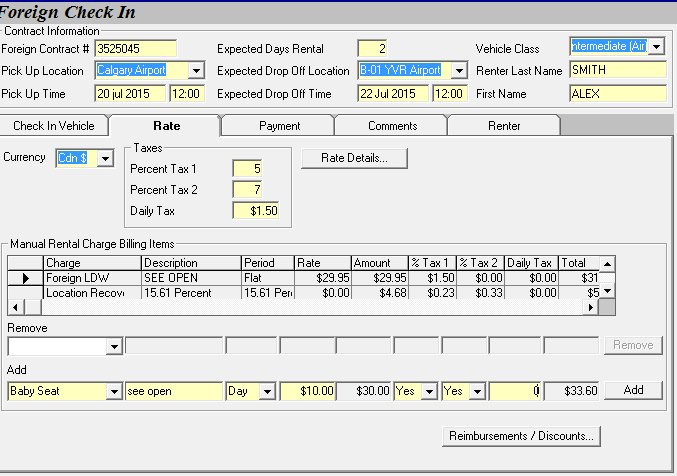 Foreign Check In
Contract Information
Foreign Contract # 3525045 Expected Days Rental 2 Vehicle Class ntermediate (Air)
Pick Up Location Calgary Airport Expected Drop Off Location B-01 YVR Airport Renter Last Name SMITH
Pick Up Time 20 jul 2015 12:00 Expected Drop Off Time 22 Jul 2015 12:00 First Name ALEX
Check In Vehicle Rate Payment Comments Renter
Currency Cdn $ Taxes
Percent Tax 1 5 Rate Details...
Percent Tax 2 7
Daily Tax $1.50
Manual Rental Charge Billing Items
Charge Description Period Rate Amount % Tax 1 % Tax 2 Daily Tax Total
Foreign LDW SEE OPEN Flat $29.95 $29.95 $1.50 $0.00 $0.00 $31
Location Recov 15.61 Percent 15.61 Per $0.00 $4.68 $0.23 $0.33 $0.00 $5
Remove
Remove
Add
Baby Seat see open Day $10.00 $30.00 Yes Yes 0 $33.60 Add
Reimbursements / Discounts...